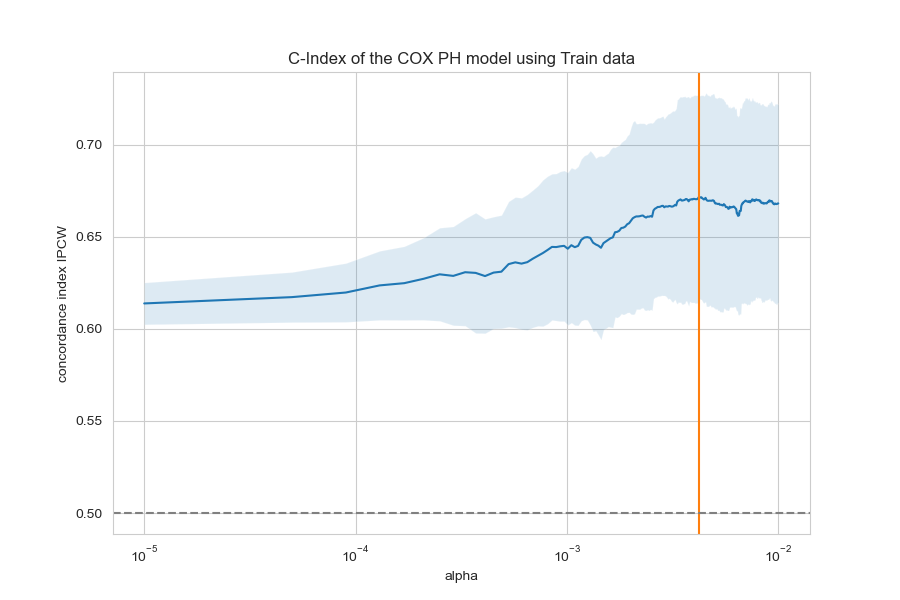 C-Index of the COX PH model using Train data
concordance index IPCW
0.70
0.65
0.60
0.55
0.50
10⁻⁵ 10⁻⁴ 10⁻³ 10⁻²
alpha